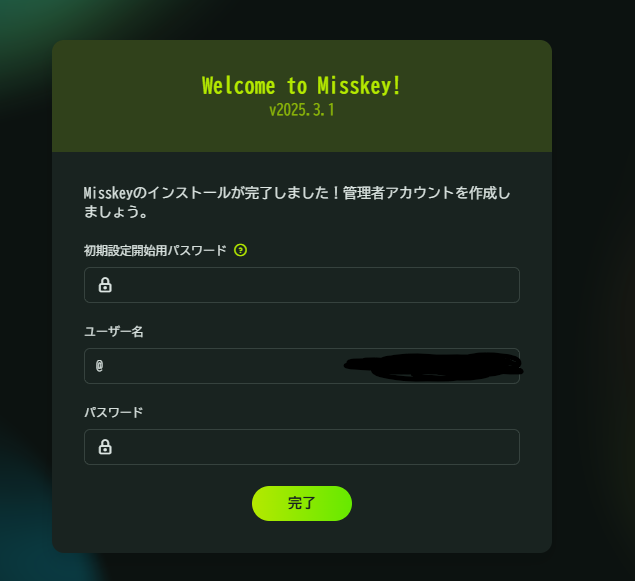 Welcome to Misskey!
v2025.3.1
Misskeyのインストールが完了しました！管理者アカウントを作成し
ましょう。
初期設定開始用パスワード
ユーザー名
@
パスワード
完了